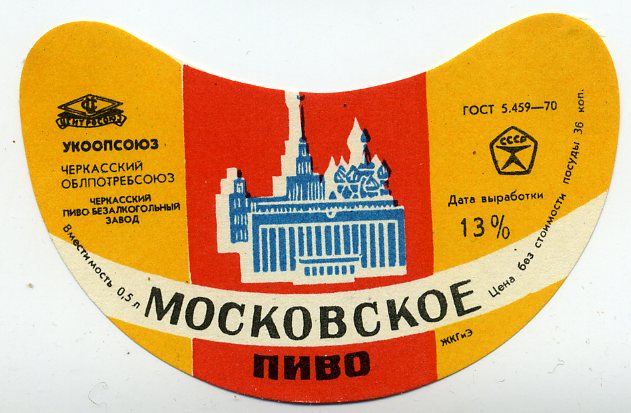 ЦЕНТРОСОЮЗ
УКООПСОЮЗ
ЧЕРКАССКИЙ
ОБЛПОТРЕБСОЮЗ
ЧЕРКАССКИЙ
ПИВО-БЕЗАЛКОГОЛЬНЫЙ
ЗАВОД
Вместимость 0,5 л
МОСКОВСКОЕ
ПИВО
ГОСТ 5.459—70
СССР
Дата выработки
13%
Цена без стоимости посуды 36 коп.
ЖКГиЭ